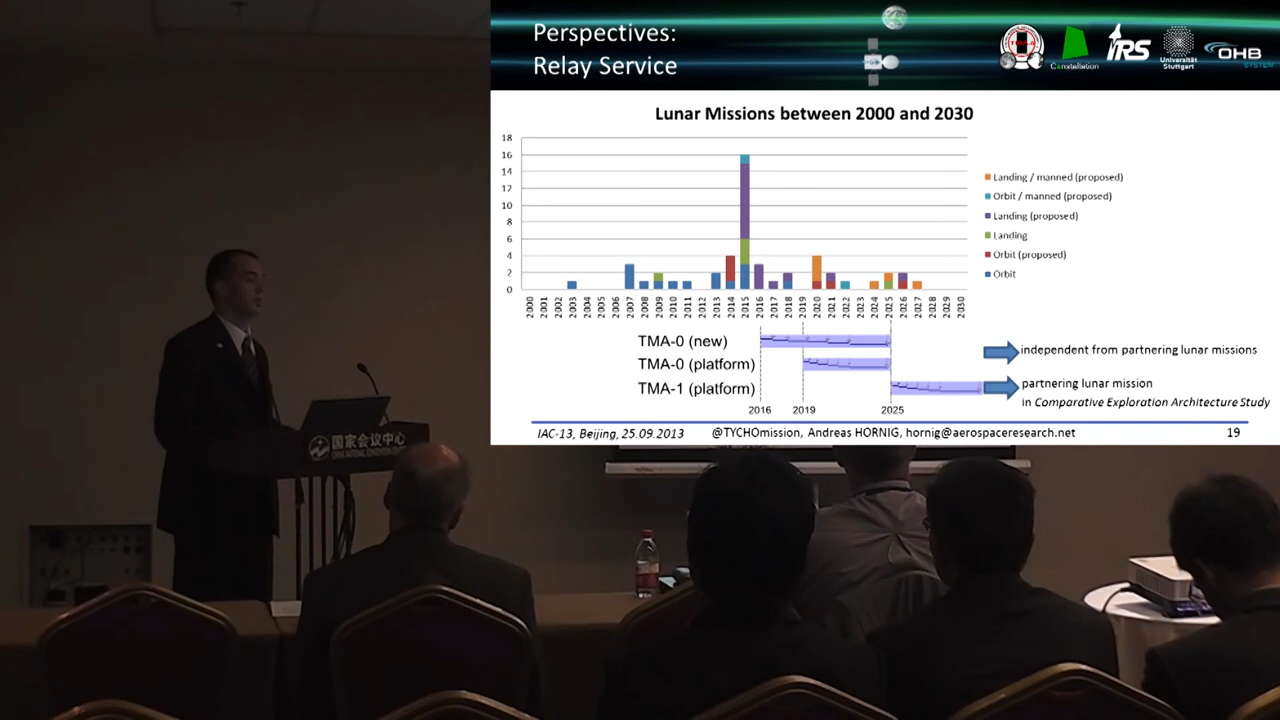 Perspectives:
Relay Service
IRS
Constellation
Universität
Stuttgart
OHB
SYSTEM
Lunar Missions between 2000 and 2030
18
16
14
12
10
8
6
4
2
0
2000 2001 2002 2003 2004 2005 2006 2007 2008 2009 2010 2011 2012 2013 2014 2015 2016 2017 2018 2019 2020 2021 2022 2023 2024 2025 2026 2027 2028 2029 2030
Landing / manned (proposed)
Orbit / manned (proposed)
Landing (proposed)
Landing
Orbit (proposed)
Orbit
TMA-0 (new)
TMA-0 (platform)
TMA-1 (platform)
independent from partnering lunar missions
partnering lunar mission
in Comparative Exploration Architecture Study
2016 2019 2025
IAC-13, Beijing, 25.09.2013 @TYCHOmission, Andreas HORNIG, hornig@aerospaceresearch.net 19
国家会议中心
CHINA NATIONAL CONVENTION CENTER